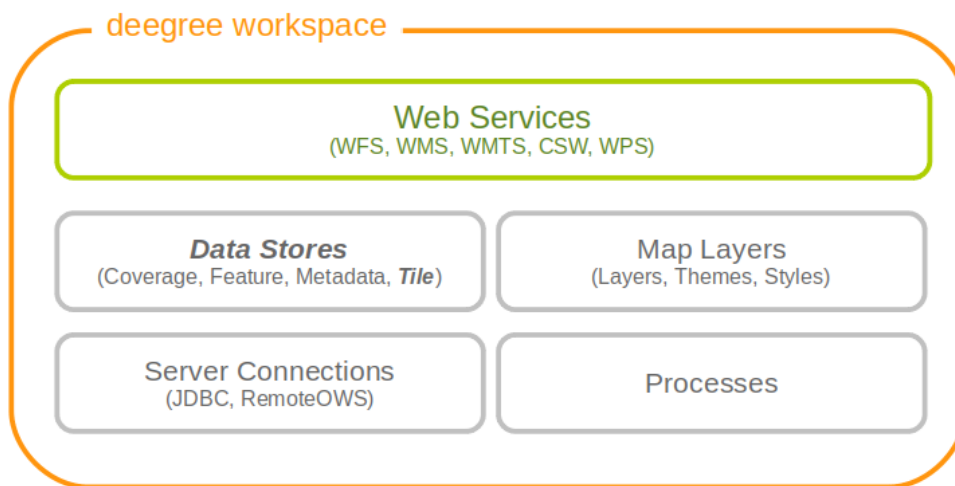 deegree workspace
Web Services
(WFS, WMS, WMTS, CSW, WPS)
Data Stores
(Coverage, Feature, Metadata, Tile)
Map Layers
(Layers, Themes, Styles)
Server Connections
(JDBC, RemoteOWS)
Processes